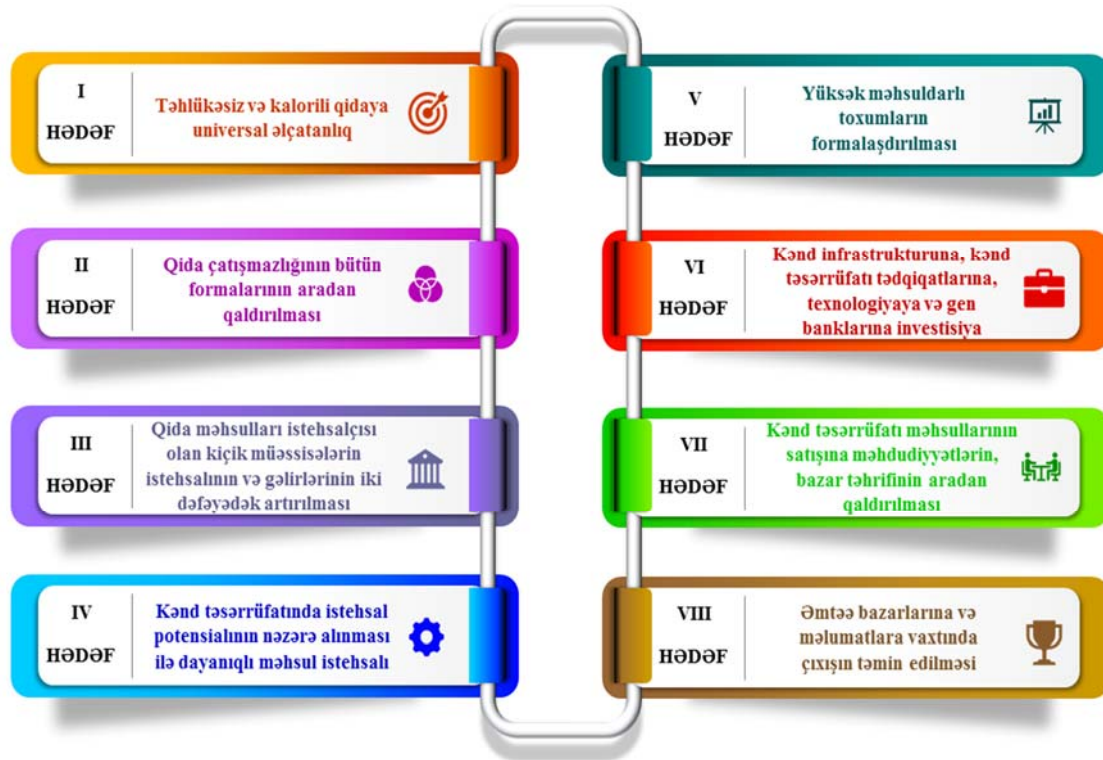 I
HƏDƏF
Təhlükəsiz və kalorili qidaya
universal əlçatanlıq
II
HƏDƏF
Qida çatışmazlığının bütün
formalarının aradan
qaldırılması
III
HƏDƏF
Qida məhsulları istehsalçısı
olan kiçik müəssisələrin
istehsalının və gəlirlərinin iki
dəfəyədək artırılması
IV
HƏDƏF
Kənd təsərrüfatında istehsal
potensialının nəzərə alınması
ilə dayanıqlı məhsul istehsalı
V
HƏDƏF
Yüksək məhsuldarlı
toxumların
formalaşdırılması
VI
HƏDƏF
Kənd infrastrukturuna, kənd
təsərrüfatı tədqiqatlarına,
texnologiyaya və gen
banklarına investisiya
VII
HƏDƏF
Kənd təsərrüfatı məhsullarının
satışına məhdudiyyətlərin,
bazar təhrifinin aradan
qaldırılması
VIII
HƏDƏF
Əmtəə bazarlarına və
məlumatlara vaxtında
çıxışın təmin edilməsi